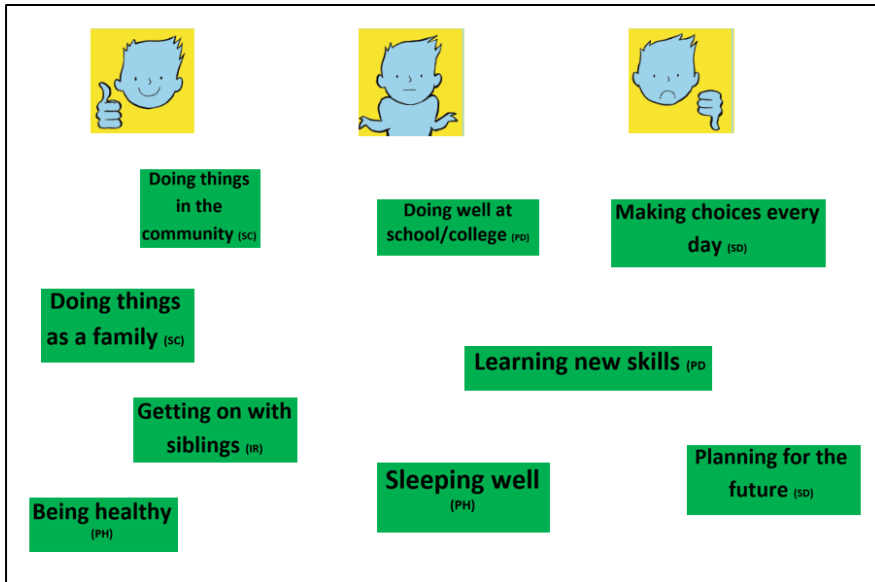 Doing things
in the
community (SC)
Doing well at
school/college (PD)
Making choices every
day (SD)
Doing things
as a family (SC)
Learning new skills (PD
Getting on with
siblings (IR)
Sleeping well
(PH)
Planning for the
future (SD)
Being healthy
(PH)